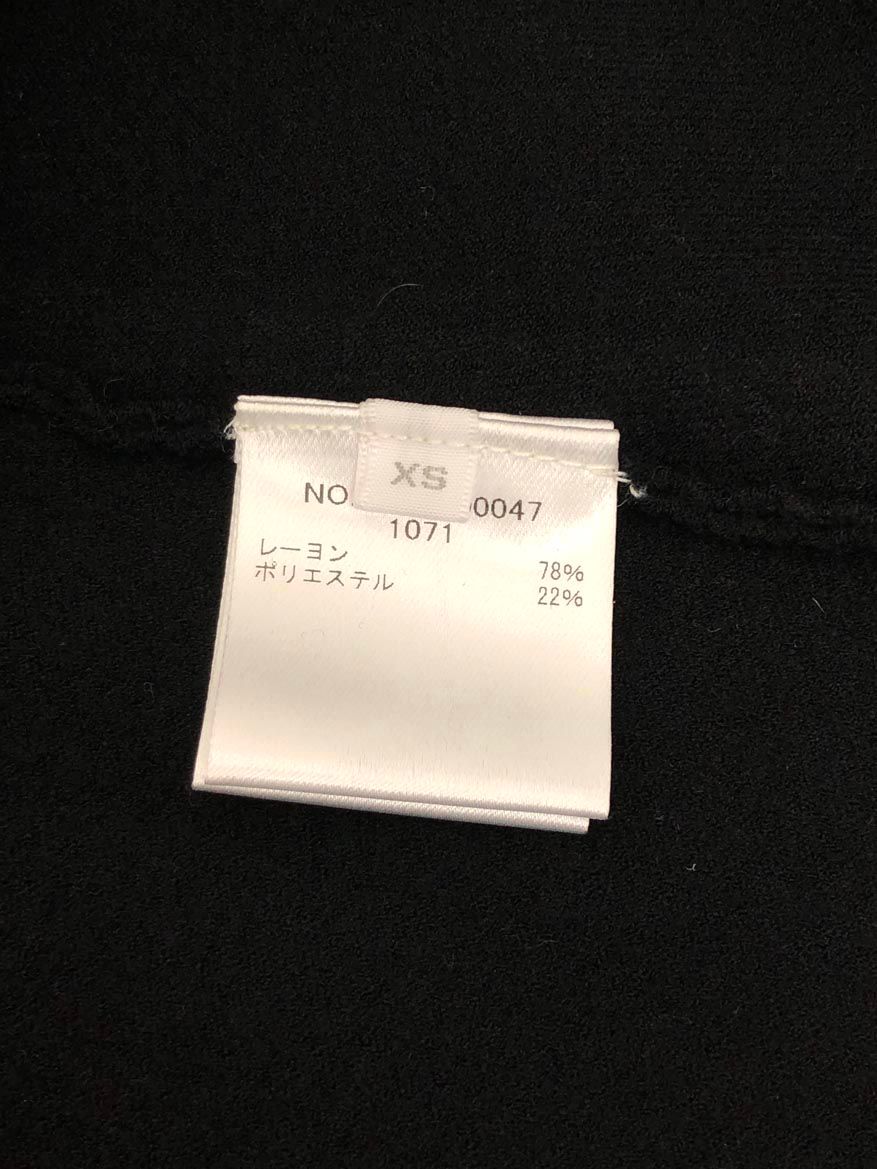 XS
NO. 0047
1071
レーヨン 78%
ポリエステル 22%